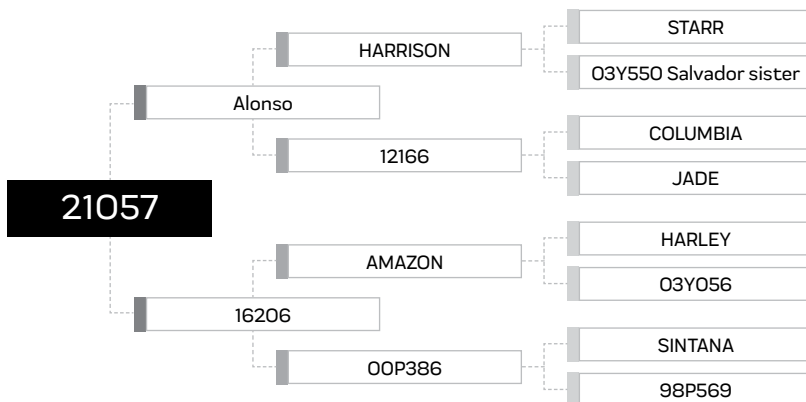 STARR
HARRISON
03Y550 Salvador sister
Alonso
COLUMBIA
12166
JADE
21057
HARLEY
AMAZON
03Y056
16206
SINTANA
00P386
98P569